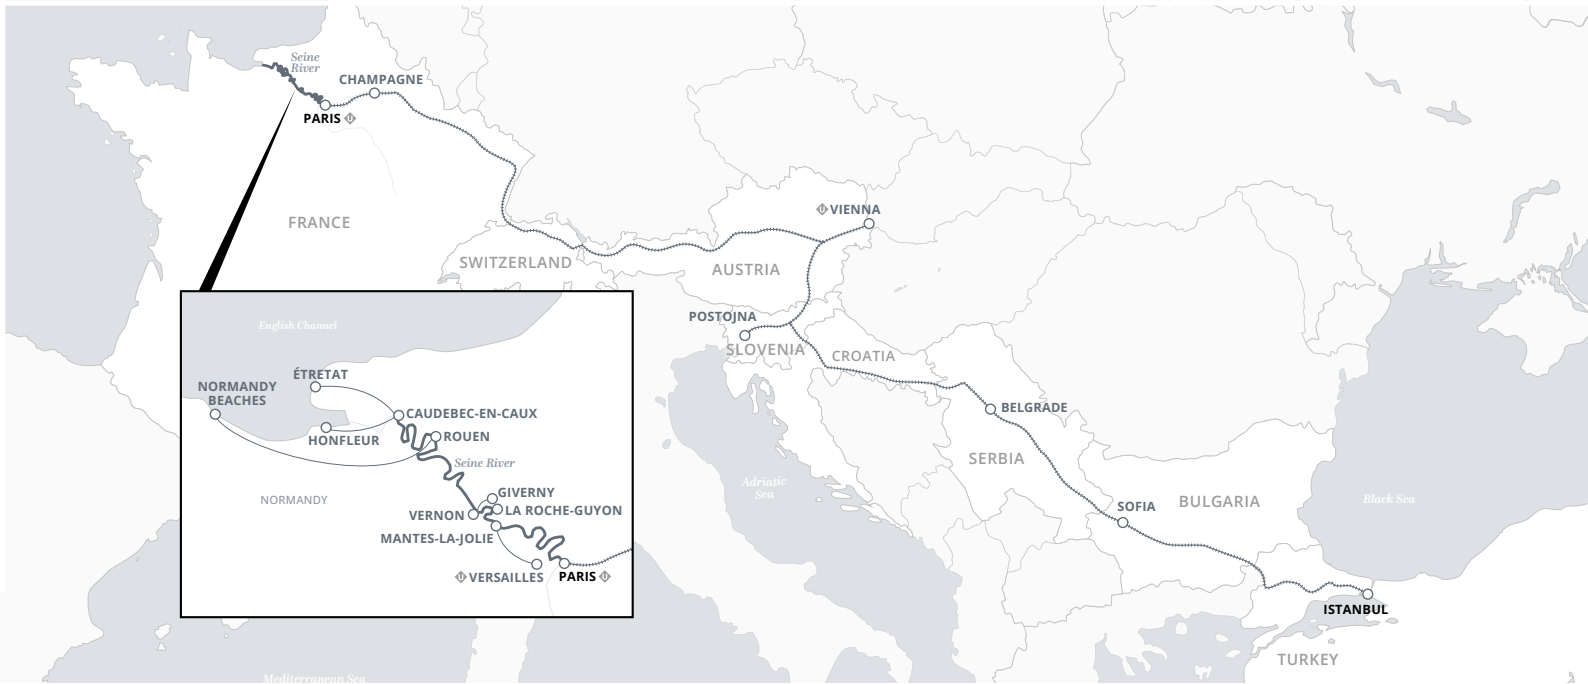 Seine
River
CHAMPAGNE
PARIS
VIENNA
FRANCE
SWITZERLAND
AUSTRIA
POSTOJNA
SLOVENIA
CROATIA
BELGRADE
SERBIA
Adriatic
Sea
SOFIA
BULGARIA
Black Sea
ISTANBUL
TURKEY
Mediterranean Sea
English Channel
ÉTRETAT
NORMANDY
BEACHES
CAUDEBEC-EN-CAUX
HONFLEUR
ROUEN
Seine River
NORMANDY
GIVERNY
LA ROCHE-GUYON
VERNON
MANTES-LA-JOLIE
VERSAILLES
PARIS